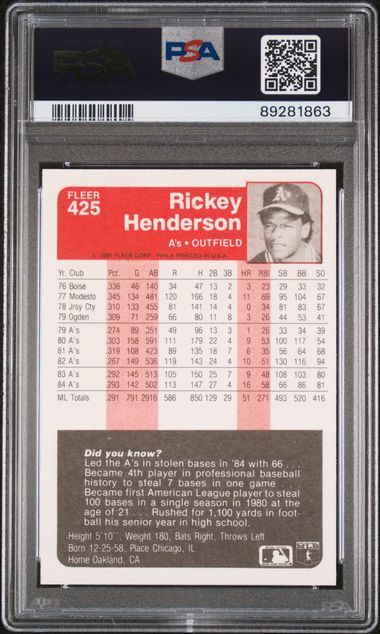 PSA
PSA
89281863
FLEER
425
Rickey
Henderson
A's • OUTFIELD
© 1985 FLEER CORP., PHILA. PRINTED IN U.S.A.
Yr. Club Pct. G AB R H 2B 3B HR RBI SB BB SO
76 Boise .336 46 140 34 47 13 2 3 23 29 33 32
77 Modesto .345 134 481 120 166 18 4 11 69 95 104 67
78 Jrsy Cty .310 133 455 81 141 14 4 0 34 81 83 67
79 Ogden .309 71 259 66 80 11 8 3 26 44 53 41
79 A's .274 89 351 49 96 13 3 1 26 33 34 39
80 A's .303 158 591 111 179 22 4 9 53 100 117 54
81 A's .319 108 423 89 135 18 7 6 35 56 64 68
82 A's .267 149 536 119 143 24 4 10 51 130 116 94
83 A's .292 145 513 105 150 25 7 9 48 108 103 80
84 A's .293 142 502 113 147 27 4 16 58 66 86 81
ML Totals .291 791 2916 586 850 129 29 51 271 493 520 416
Did you know?
Led the A's in stolen bases in '84 with 66 . . .
Became 4th player in professional baseball
history to steal 7 bases in one game . . .
Became first American League player to steal
100 bases in a single season in 1980 at the
age of 21 . . . Rushed for 1,100 yards in foot-
ball his senior year in high school.
Height 5'10", Weight 180, Bats Right, Throws Left
Born 12-25-58, Place Chicago, IL
Home Oakland, CA